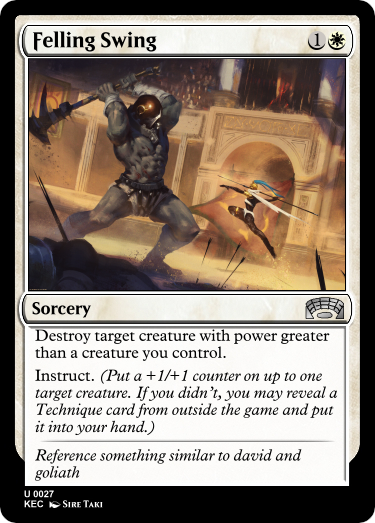 Felling Swing 1
Sorcery
Destroy target creature with power greater
than a creature you control.
Instruct. (Put a +1/+1 counter on up to one
target creature. If you didn't, you may reveal a
Technique card from outside the game and put
it into your hand.)
Reference something similar to david and
goliath
U 0027
KEC Sire Taki